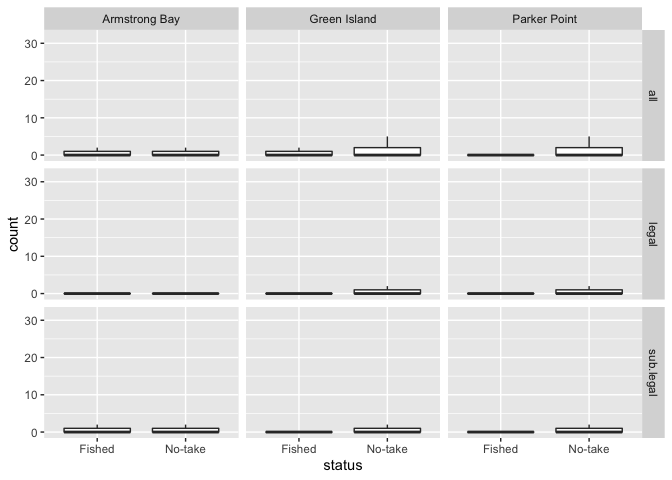 Armstrong Bay Green Island Parker Point
30
20
10
0
all
30
20
10
0
legal
30
20
10
0
sub.legal
Fished No-take Fished No-take Fished No-take
status
count